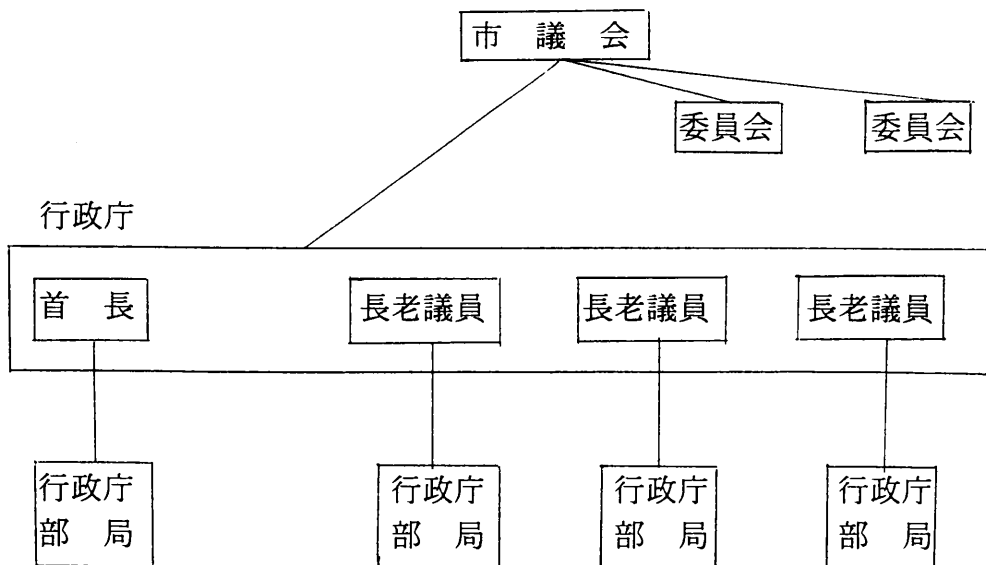 市 議 会
委員会 委員会
行政庁
首 長 長老議員 長老議員 長老議員
行政庁 行政庁 行政庁 行政庁
部 局 部 局 部 局 部 局